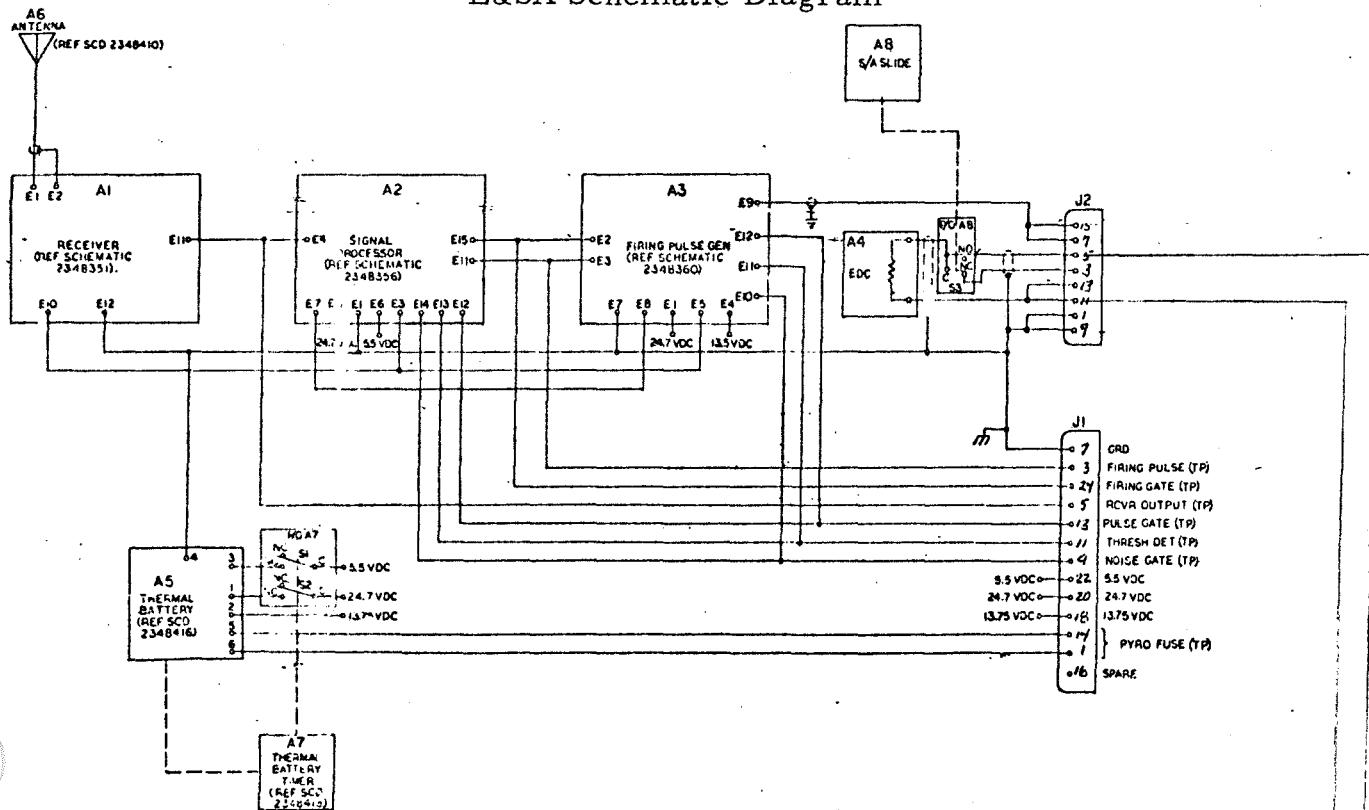 E&SA Schematic Diagram
A6
ANTENNA
(REF SCD 2348410)
A8
S/A SLIDE
E1 E2
A1
E11
RECEIVER
(REF SCHEMATIC
2348351).
E10 E12
A2
E4
SIGNAL
(REF SCHEMATIC
2348356)
E15
E11
E7 E1 E6 E3 E14 E13 E12
5.5 VDC
A3
E2
E3
FIRING PULSE GEN
(REF SCHEMATIC
2348360)
E9
E12
E11
E10
E7 E8 E1 E5 E4
24.7 VDC
13.5 VDC
A4
EDC
NO
C
S3
J2
15
7
5
3
13
11
1
9
J1
7 GRD
3 FIRING PULSE (TP)
24 FIRING GATE (TP)
5 RCVR OUTPUT (TP)
13 PULSE GATE (TP)
11 THRESH DET (TP)
9 NOISE GATE (TP)
5.5 VDC 22 5.5 VDC
24.7 VDC 20 24.7 VDC
13.75 VDC 18 13.75 VDC
14
1
PYRO FUSE (TP)
16 SPARE
A5
THERMAL
BATTERY
(REF SCD
2348416)
4
3
1
2
5
6
S1
S2
5.5 VDC
24.7 VDC
13.75 VDC
A7
THERMAL
BATTERY
TIMER
(REF SCD